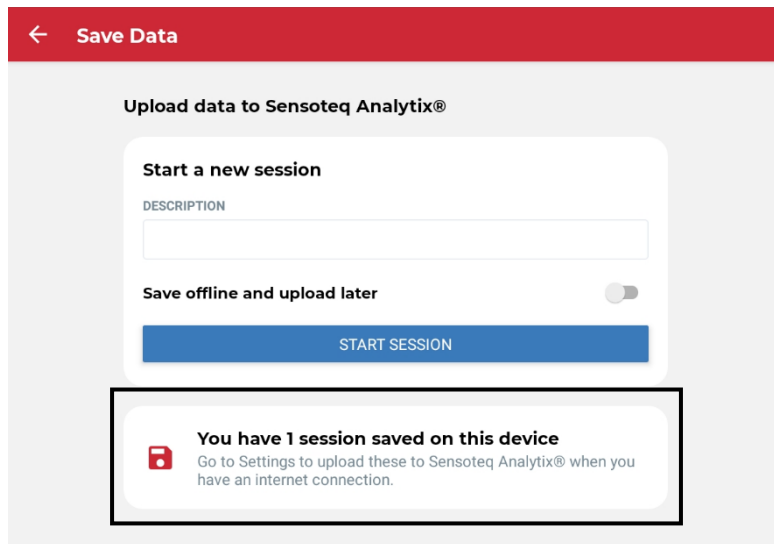 Save Data
Upload data to Sensoteq Analytix®
Start a new session
DESCRIPTION
Save offline and upload later
START SESSION
You have 1 session saved on this device
Go to Settings to upload these to Sensoteq Analytix® when you
have an internet connection.